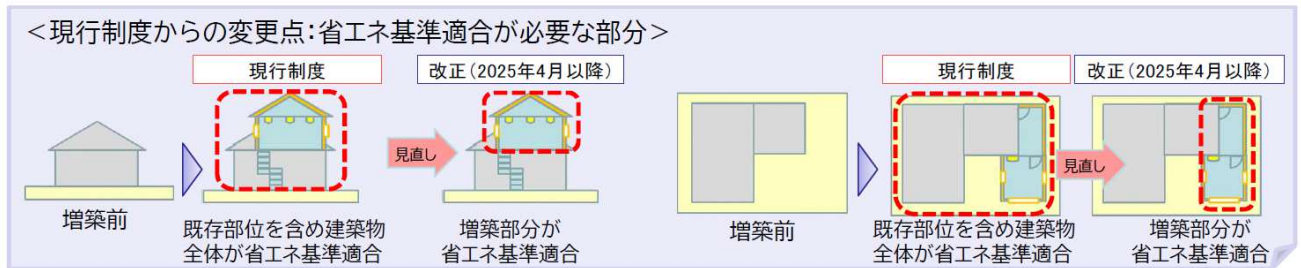 ＜現行制度からの変更点：省エネ基準適合が必要な部分＞
現行制度
改正（2025年4月以降）
見直し
増築前
既存部位を含め建築物
全体が省エネ基準適合
増築部分が
省エネ基準適合
現行制度
改正（2025年4月以降）
見直し
増築前
既存部位を含め建築物
全体が省エネ基準適合
増築部分が
省エネ基準適合